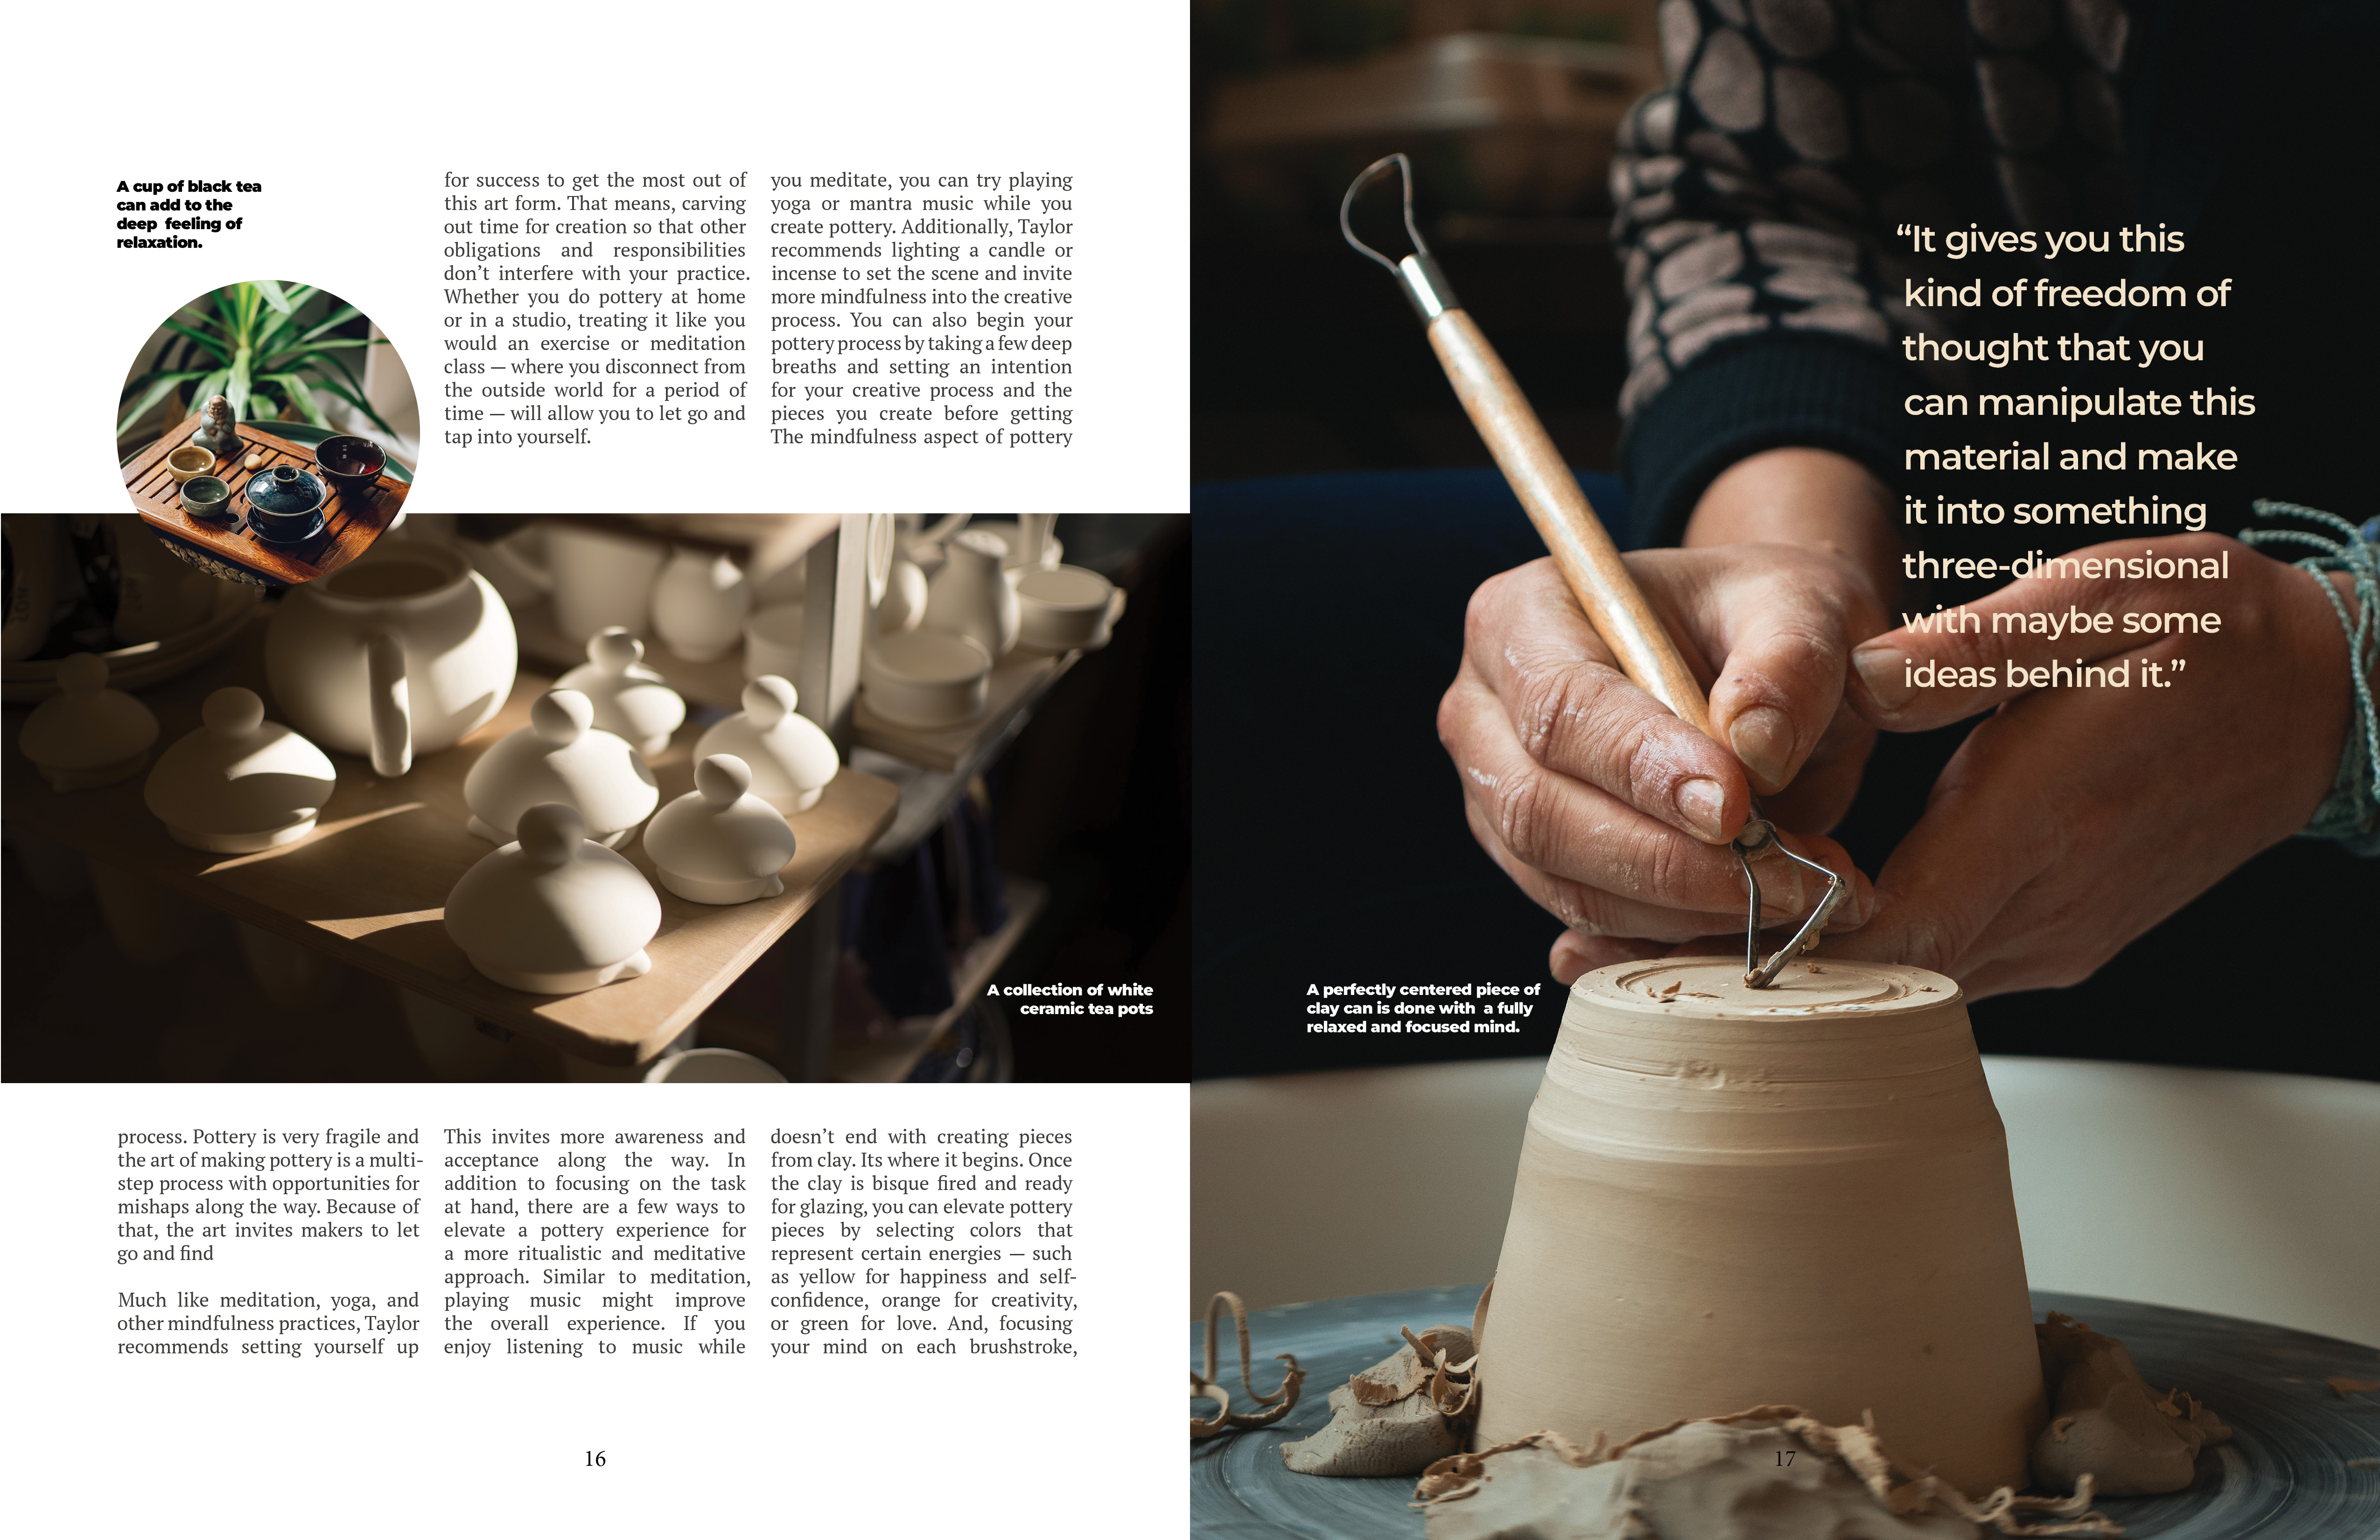 A cup of black tea
can add to the
deep  feeling of
relaxation.
process. Pottery is very fragile and
the art of making pottery is a multi-
step process with opportunities for
mishaps along the way. Because of
that, the art invites makers to let
go and find
Much like meditation, yoga, and
other mindfulness practices, Taylor
recommends setting yourself up
for success to get the most out of
this art form. That means, carving
out time for creation so that other
obligations and responsibilities
don’t interfere with your practice.
Whether you do pottery at home
or in a studio, treating it like you
would an exercise or meditation
class — where you disconnect from
the outside world for a period of
time — will allow you to let go and
tap into yourself.
This invites more awareness and
acceptance along the way. In
addition to focusing on the task
at hand, there are a few ways to
elevate a pottery experience for
a more ritualistic and meditative
approach. Similar to meditation,
playing music might improve
the overall experience. If you
enjoy listening to music while
you meditate, you can try playing
yoga or mantra music while you
create pottery. Additionally, Taylor
recommends lighting a candle or
incense to set the scene and invite
more mindfulness into the creative
process. You can also begin your
pottery process by taking a few deep
breaths and setting an intention
for your creative process and the
pieces you create before getting
The mindfulness aspect of pottery
doesn’t end with creating pieces
from clay. Its where it begins. Once
the clay is bisque fired and ready
for glazing, you can elevate pottery
pieces by selecting colors that
represent certain energies — such
as yellow for happiness and self-
confidence, orange for creativity,
or green for love. And, focusing
your mind on each brushstroke,
A collection of white
ceramic tea pots
16
“It gives you this
kind of freedom of
thought that you
can manipulate this
material and make
it into something
three-dimensional
with maybe some
ideas behind it.”
A perfectly centered piece of
clay can is done with  a fully
relaxed and focused mind.
17